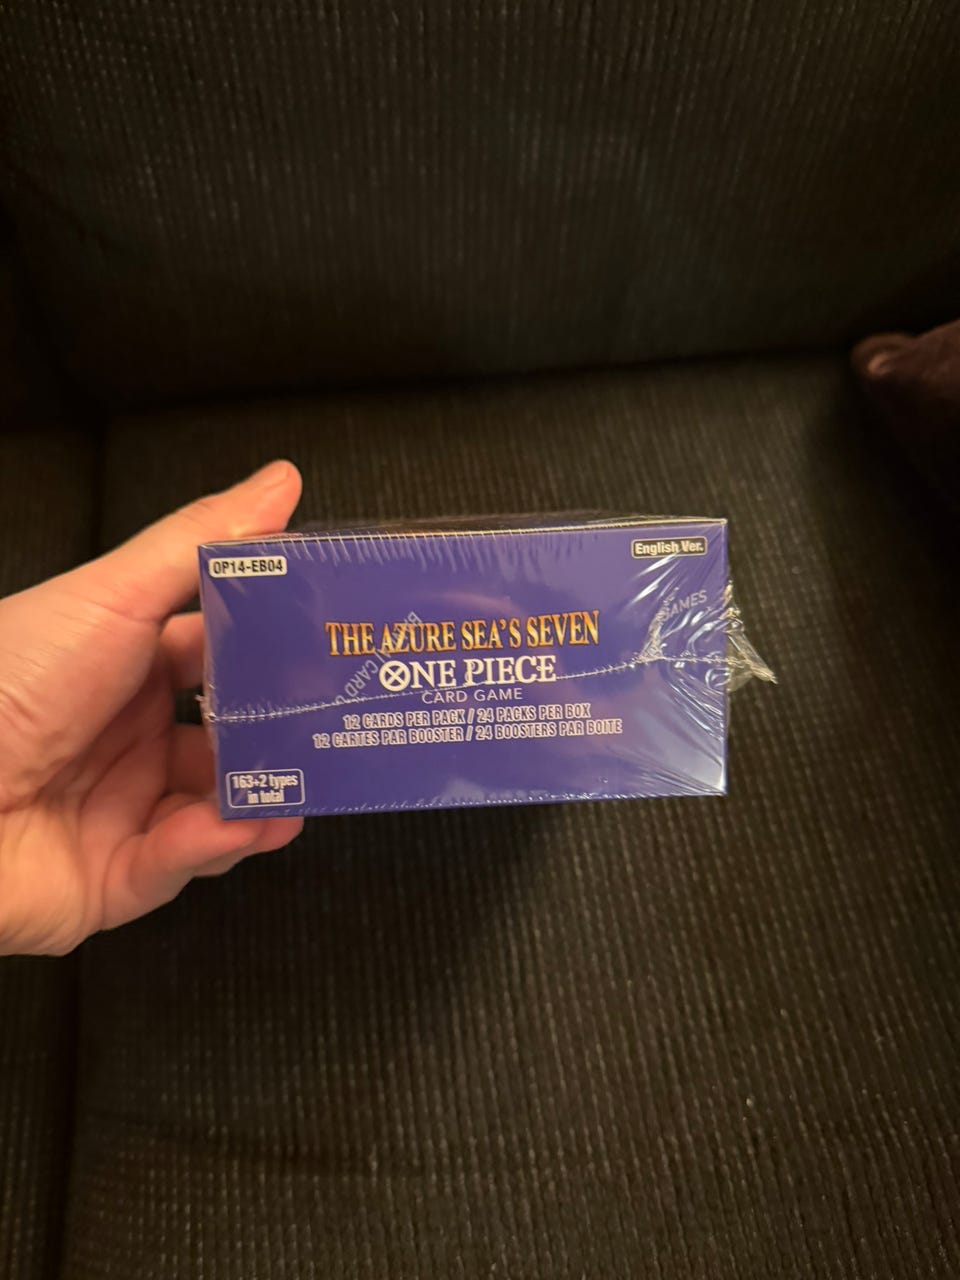 OP14-EB04
English Ver.
GAMES
THE AZURE SEA'S SEVEN
ONE PIECE
CARD GAME
12 CARDS PER PACK / 24 PACKS PER BOX
12 CARTES PAR BOOSTER / 24 BOOSTERS PAR BOITE
163+2 types
in total